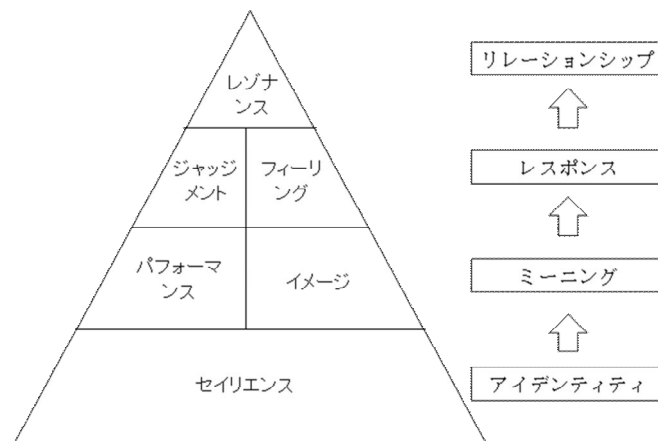 レゾナ
ンス
リレーションシップ
ジャッジ
メント
フィーリ
ング
レスポンス
パフォーマ
ンス
イメージ
ミーニング
セイリエンス
アイデンティティ